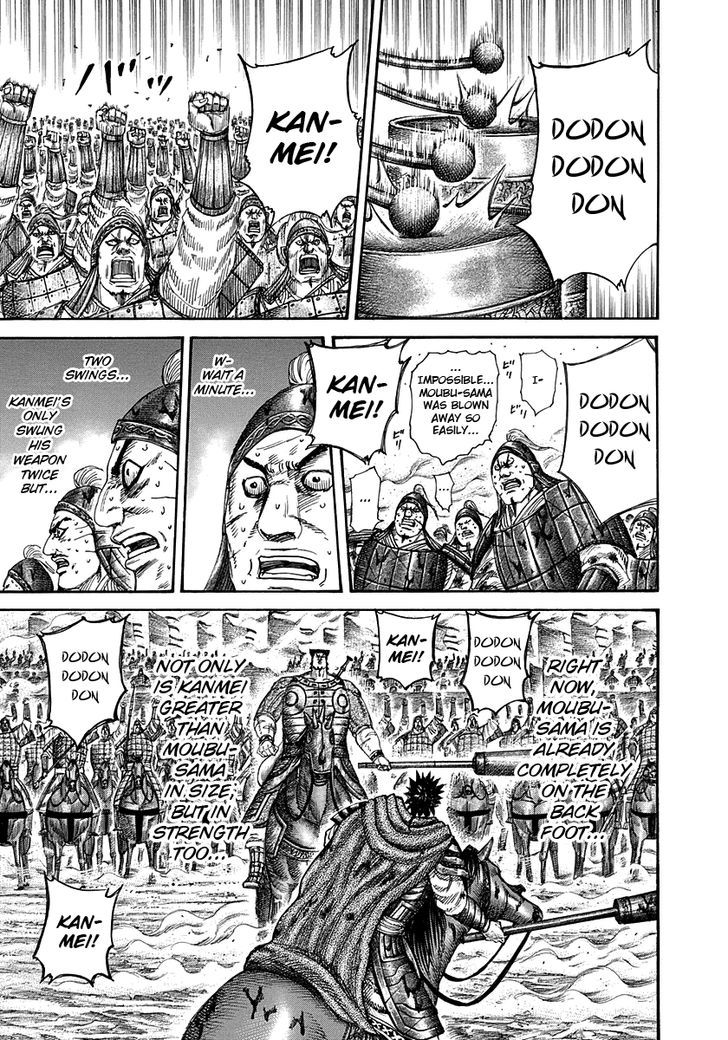 DODON
DODON
DON
KAN-
MEI!
バッ
DODON
DODON
DON
I-
...
IMPOSSIBLE...
MOUBU-SAMA
WAS BLOWN
AWAY SO
EASILY...
...
...
KAN-
MEI!
W-
WAIT A
MINUTE...
TWO
SWINGS...
KANMEI'S
ONLY
SWUNG
HIS
WEAPON
TWICE
BUT...
RIGHT
NOW,
MOUBU-
SAMA IS
ALREADY
COMPLETELY
ON THE
BACK
FOOT...
DODON
DODON
DON
KAN-
MEI!
NOT ONLY
IS KANMEI
GREATER
THAN
MOUBU-
SAMA
IN SIZE,
BUT IN
STRENGTH
TOO...
DODON
DODON
DON
KAN-
MEI!